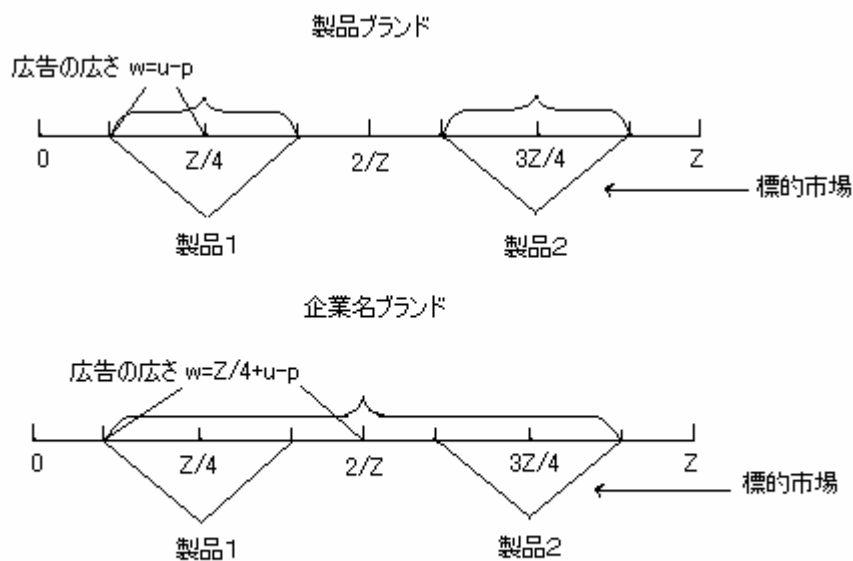 製品ブランド
広告の広さ w=u-p
0 Z/4 2/Z 3Z/4 Z
標的市場
製品1 製品2
企業名ブランド
広告の広さ w=Z/4+u-p
0 Z/4 2/Z 3Z/4 Z
標的市場
製品1 製品2